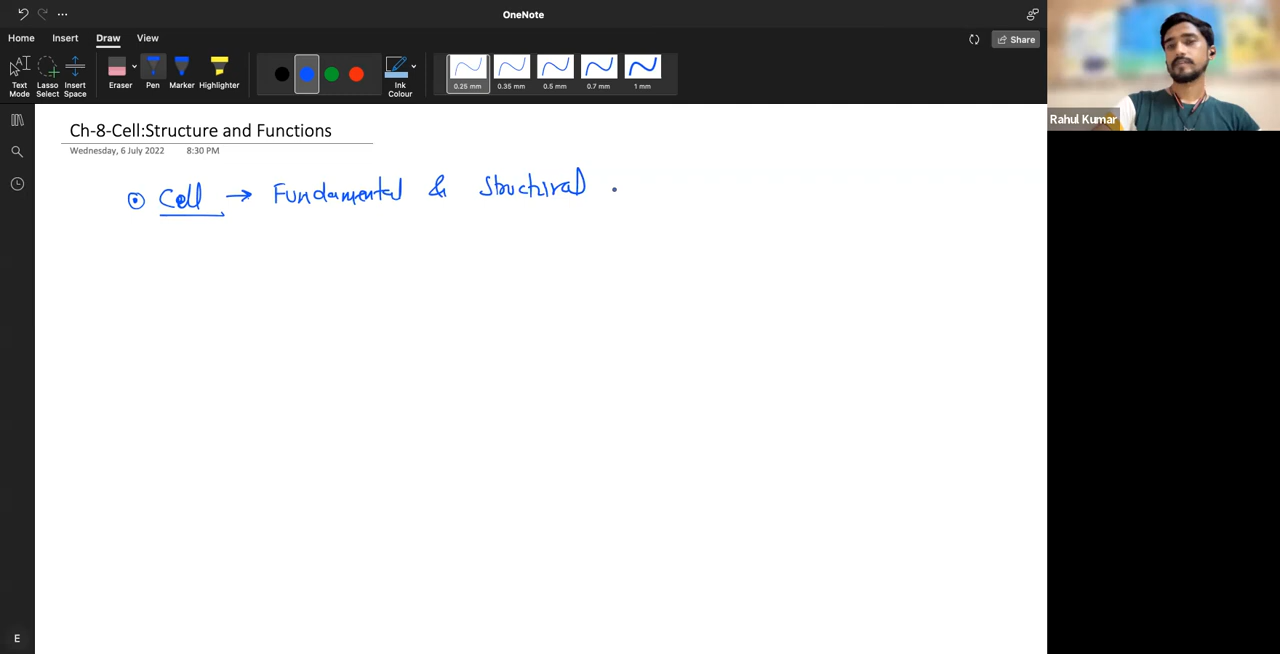 OneNote
Home Insert Draw View
Share
Text Mode
Lasso Select
Insert Space
Eraser
Pen
Marker
Highlighter
Ink Colour
0.25 mm
0.35 mm
0.5 mm
0.7 mm
1 mm
Rahul Kumar
Ch-8-Cell:Structure and Functions
Wednesday, 6 July 2022 8:30 PM
Cell → Fundamental & Structural
E